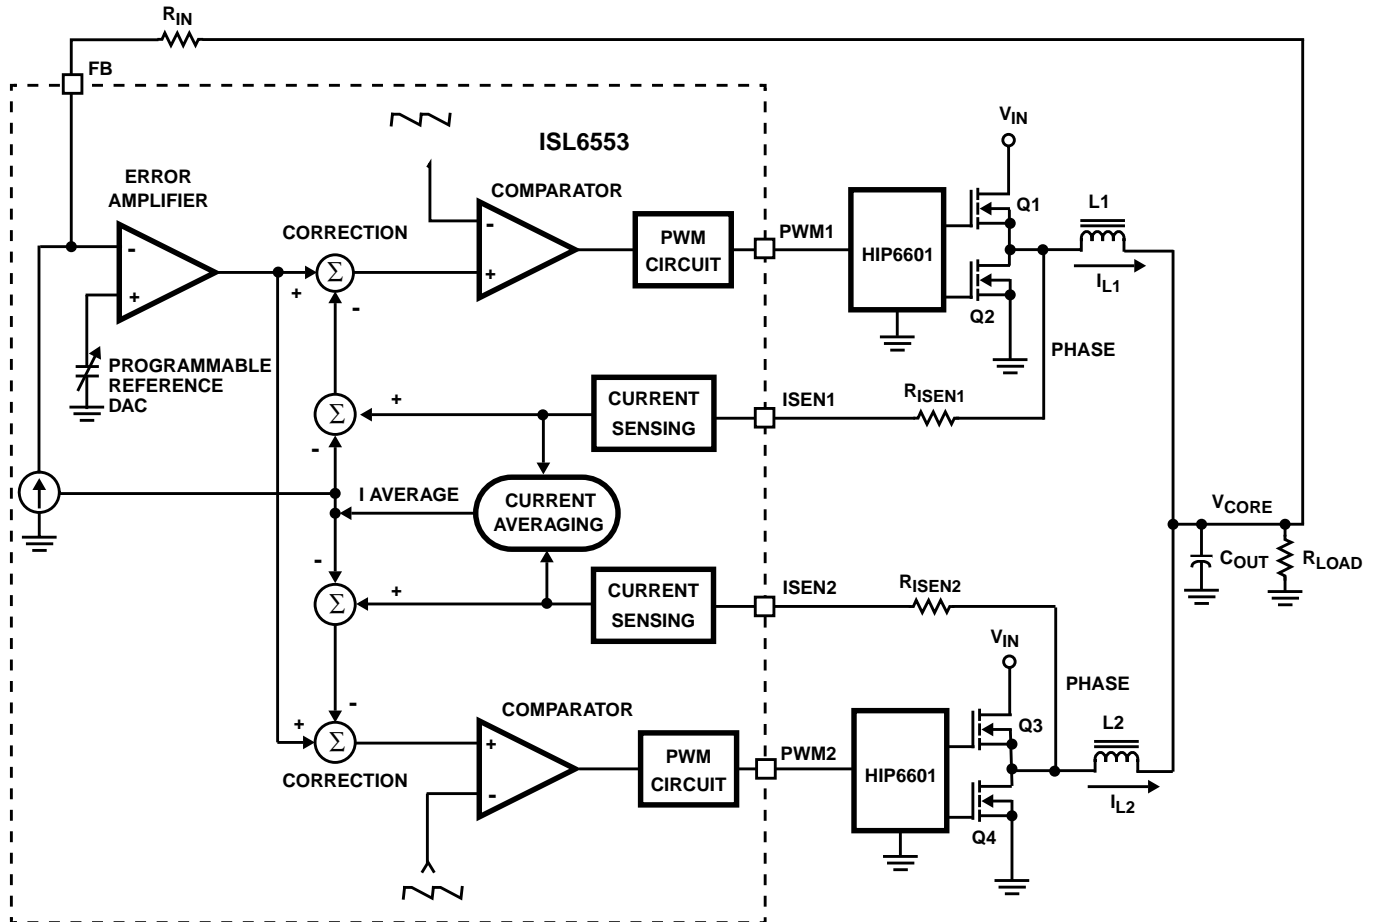 RIN
FB
ISL6553
VIN
ERROR
AMPLIFIER
COMPARATOR
CORRECTION
PWM
CIRCUIT
PWM1
HIP6601
Q1
L1
-
+
+
Σ
-
+
-
Q2
IL1
PROGRAMMABLE
REFERENCE
DAC
PHASE
Σ
+
-
CURRENT
SENSING
ISEN1
RISEN1
I AVERAGE
CURRENT
AVERAGING
VCORE
COUT
RLOAD
-
Σ
+
CURRENT
SENSING
ISEN2
RISEN2
VIN
PHASE
-
+
Σ
CORRECTION
COMPARATOR
+
-
PWM
CIRCUIT
PWM2
HIP6601
Q3
Q4
L2
IL2